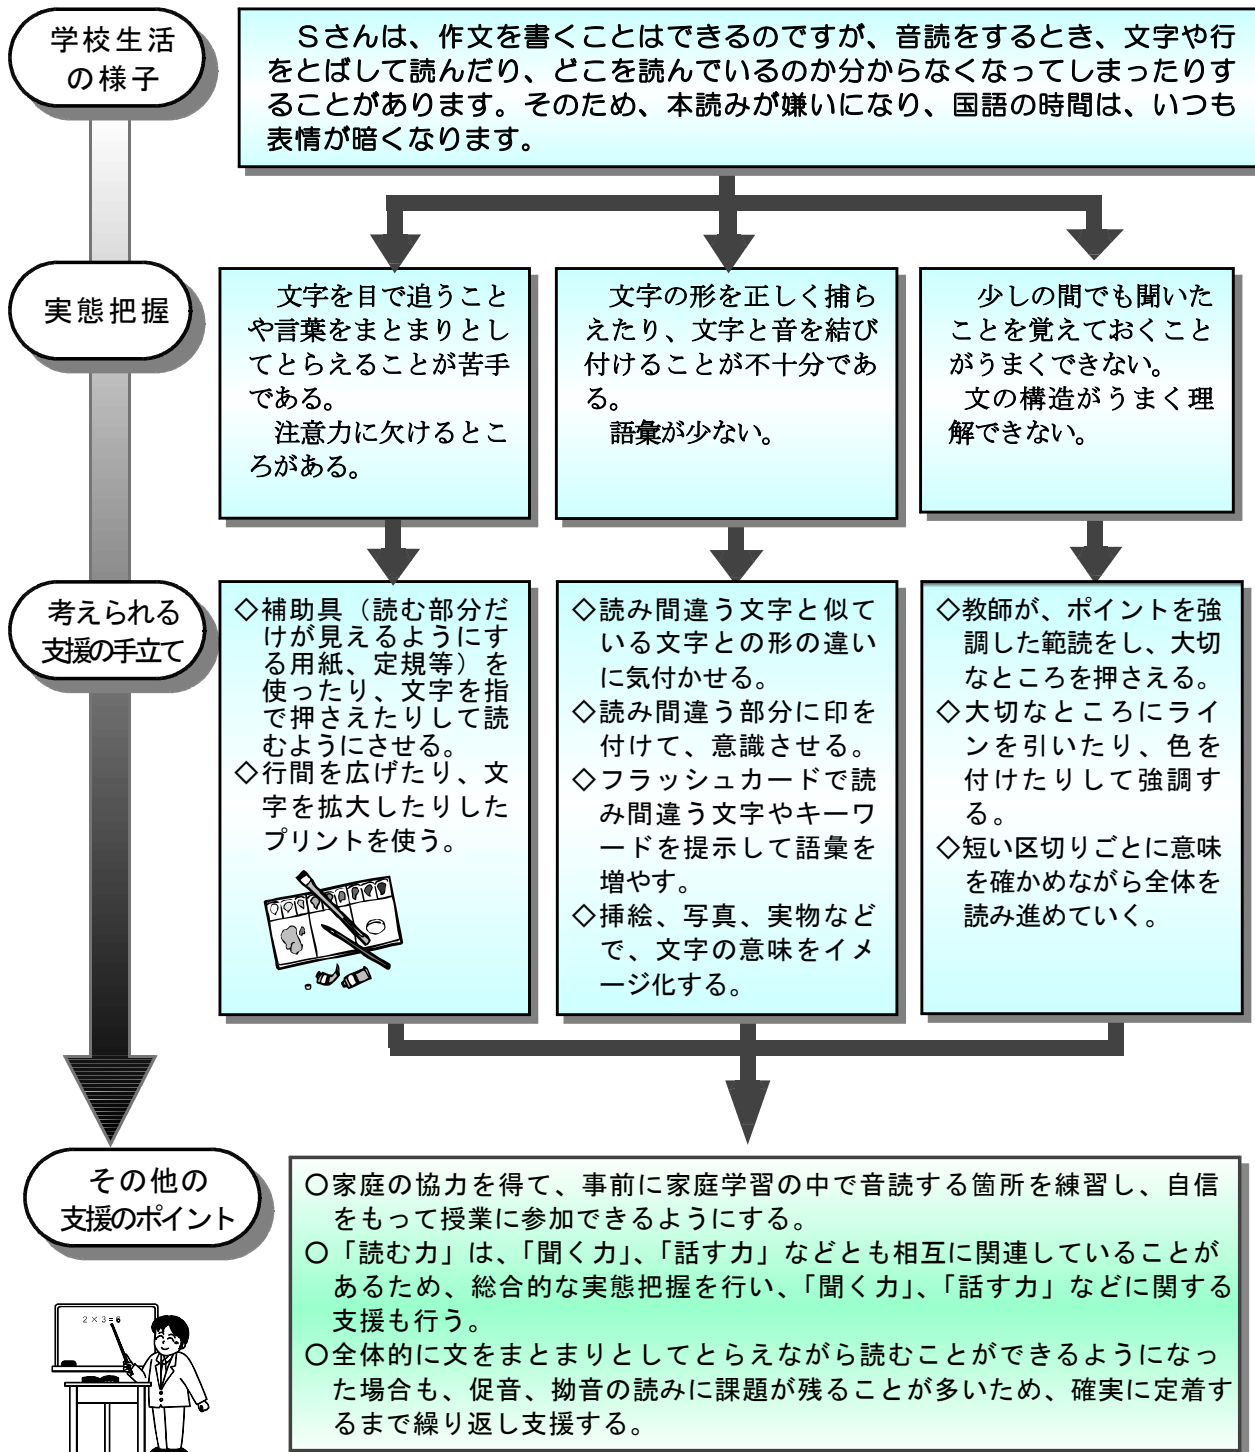 学校生活
の様子
Ｓさんは、作文を書くことはできるのですが、音読をするとき、文字や行
をとばして読んだり、どこを読んでいるのか分からなくなってしまったりす
ることがあります。そのため、本読みが嫌いになり、国語の時間は、いつも
表情が暗くなります。
実態把握
文字を目で追うこと
や言葉をまとまりとし
てとらえることが苦手
である。
注意力に欠けるとこ
ろがある。
文字の形を正しく捕ら
えたり、文字と音を結び
付けることが不十分であ
る。
語彙が少ない。
少しの間でも聞いた
ことを覚えておくこと
がうまくできない。
文の構造がうまく理
解できない。
考えられる
支援の手立て
◇補助具（読む部分だ
けが見えるようにす
る用紙、定規等）を
使ったり、文字を指
で押さえたりして読
むようにさせる。
◇行間を広げたり、文
字を拡大したりした
プリントを使う。
◇読み間違う文字と似て
いる文字との形の違い
に気付かせる。
◇読み間違う部分に印を
付けて、意識させる。
◇フラッシュカードで読
み間違う文字やキーワ
ードを提示して語彙を
増やす。
◇挿絵、写真、実物など
で、文字の意味をイメ
ージ化する。
◇教師が、ポイントを強
調した範読をし、大切
なところを押さえる。
◇大切なところにライ
ンを引いたり、色を
付けたりして強調す
る。
◇短い区切りごとに意味
を確かめながら全体を
読み進めていく。
その他の
支援のポイント
○家庭の協力を得て、事前に家庭学習の中で音読する箇所を練習し、自信
をもって授業に参加できるようにする。
○「読む力」は、「聞く力」、「話す力」などとも相互に関連していることが
あるため、総合的な実態把握を行い、「聞く力」、「話す力」などに関する
支援も行う。
○全体的に文をまとまりとしてとらえながら読むことができるようになっ
た場合も、促音、拗音の読みに課題が残ることが多いため、確実に定着す
るまで繰り返し支援する。
2×3=6